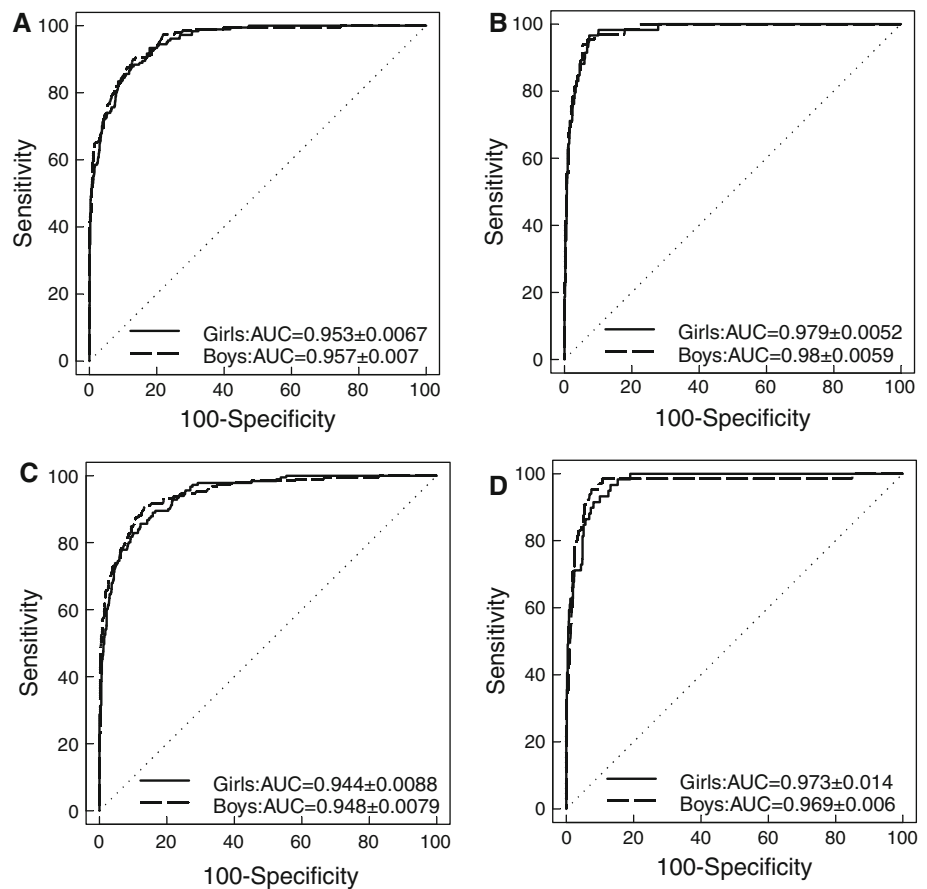 A
100
80
60
40
20
0
Sensitivity
Girls:AUC=0.953±0.0067
Boys:AUC=0.957±0.007
0 20 40 60 80 100
100-Specificity
B
100
80
60
40
20
0
Sensitivity
Girls:AUC=0.979±0.0052
Boys:AUC=0.98±0.0059
0 20 40 60 80 100
100-Specificity
C
100
80
60
40
20
0
Sensitivity
Girls:AUC=0.944±0.0088
Boys:AUC=0.948±0.0079
0 20 40 60 80 100
100-Specificity
D
100
80
60
40
20
0
Sensitivity
Girls:AUC=0.973±0.014
Boys:AUC=0.969±0.006
0 20 40 60 80 100
100-Specificity